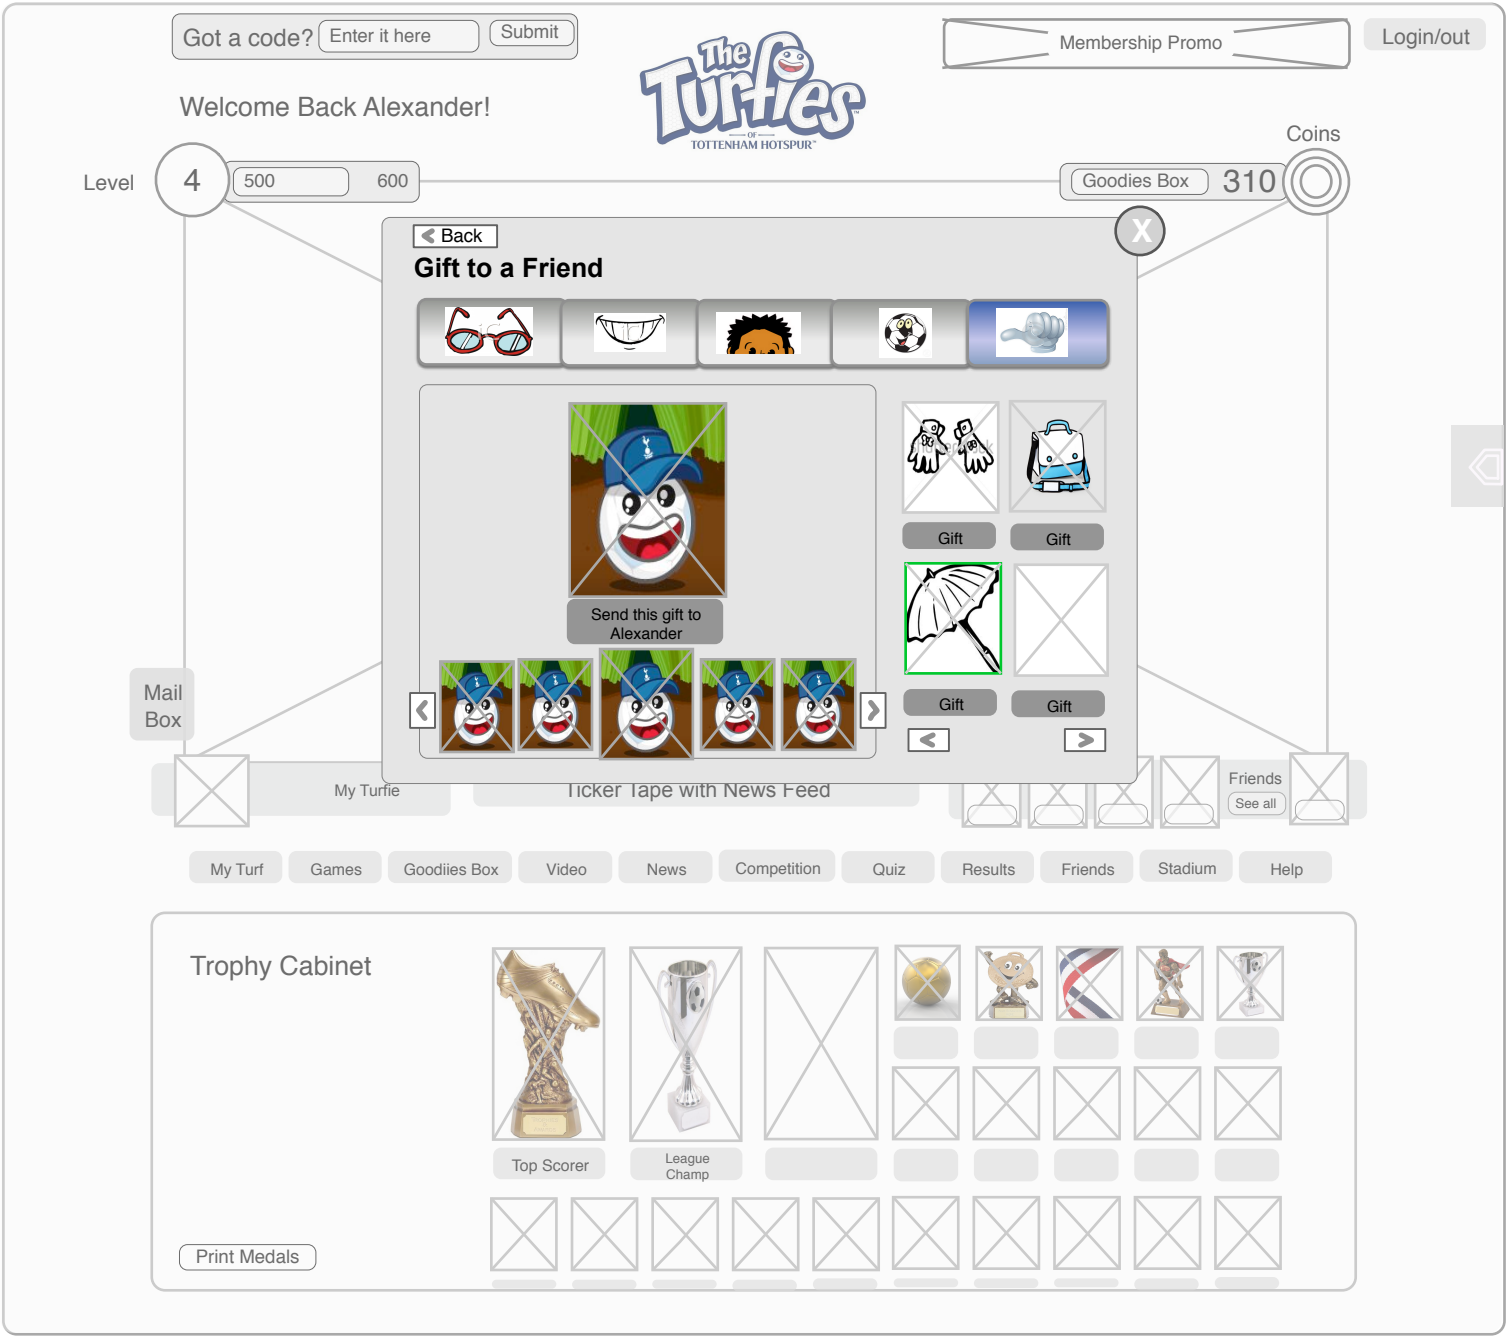 Got a code?
Enter it here
Submit
The
Turfies
OF
TOTTENHAM HOTSPUR™
Membership Promo
Login/out
Welcome Back Alexander!
Coins
Level
4
500
600
Goodies Box
310
< Back
X
Gift to a Friend
Gift
Gift
Send this gift to
Alexander
Gift
Gift
<
>
<
>
Mail
Box
My Turfie
Ticker Tape with News Feed
Friends
See all
My Turf
Games
Goodiies Box
Video
News
Competition
Quiz
Results
Friends
Stadium
Help
Trophy Cabinet
Top Scorer
League
Champ
Print Medals